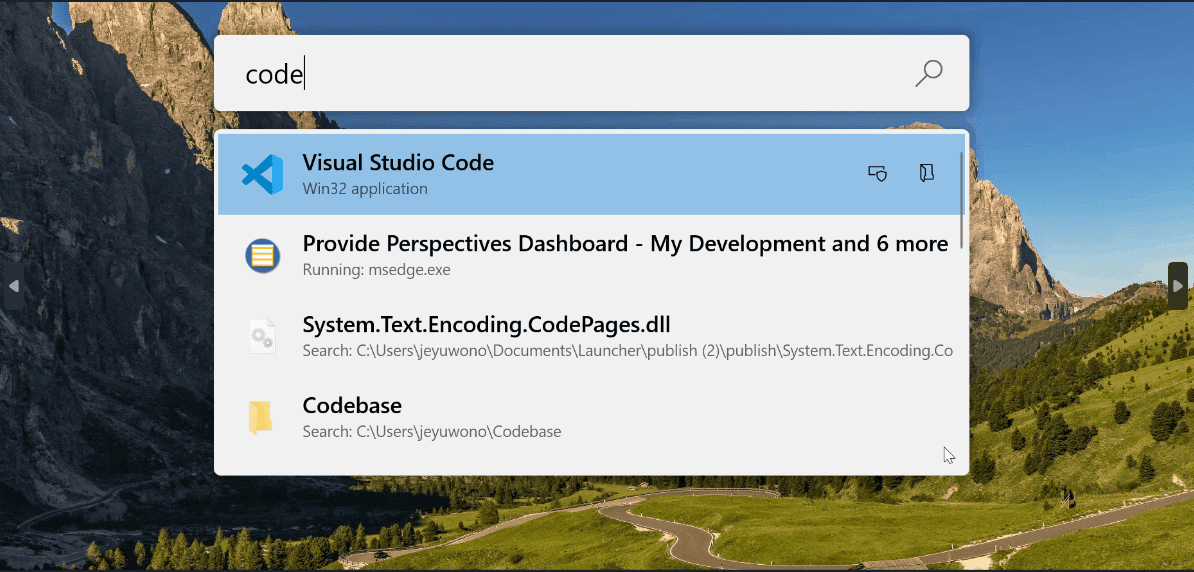 code
Visual Studio Code
Win32 application
Provide Perspectives Dashboard - My Development and 6 more
Running: msedge.exe
System.Text.Encoding.CodePages.dll
Search: C:\Users\jeyuwono\Documents\Launcher\publish (2)\publish\System.Text.Encoding.Co
Codebase
Search: C:\Users\jeyuwono\Codebase